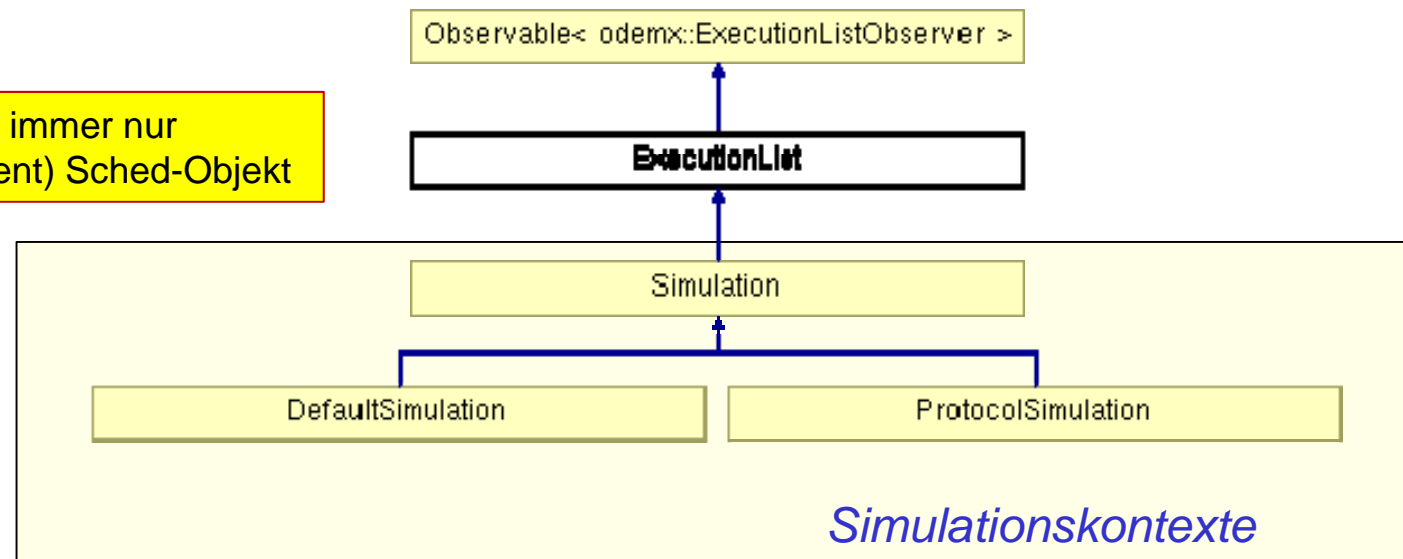 Observable< odemx::ExecutionListObserver >
immer nur
ent) Sched-Objekt
ExecutionList
Simulation
DefaultSimulation
ProtocolSimulation
Simulationskontexte